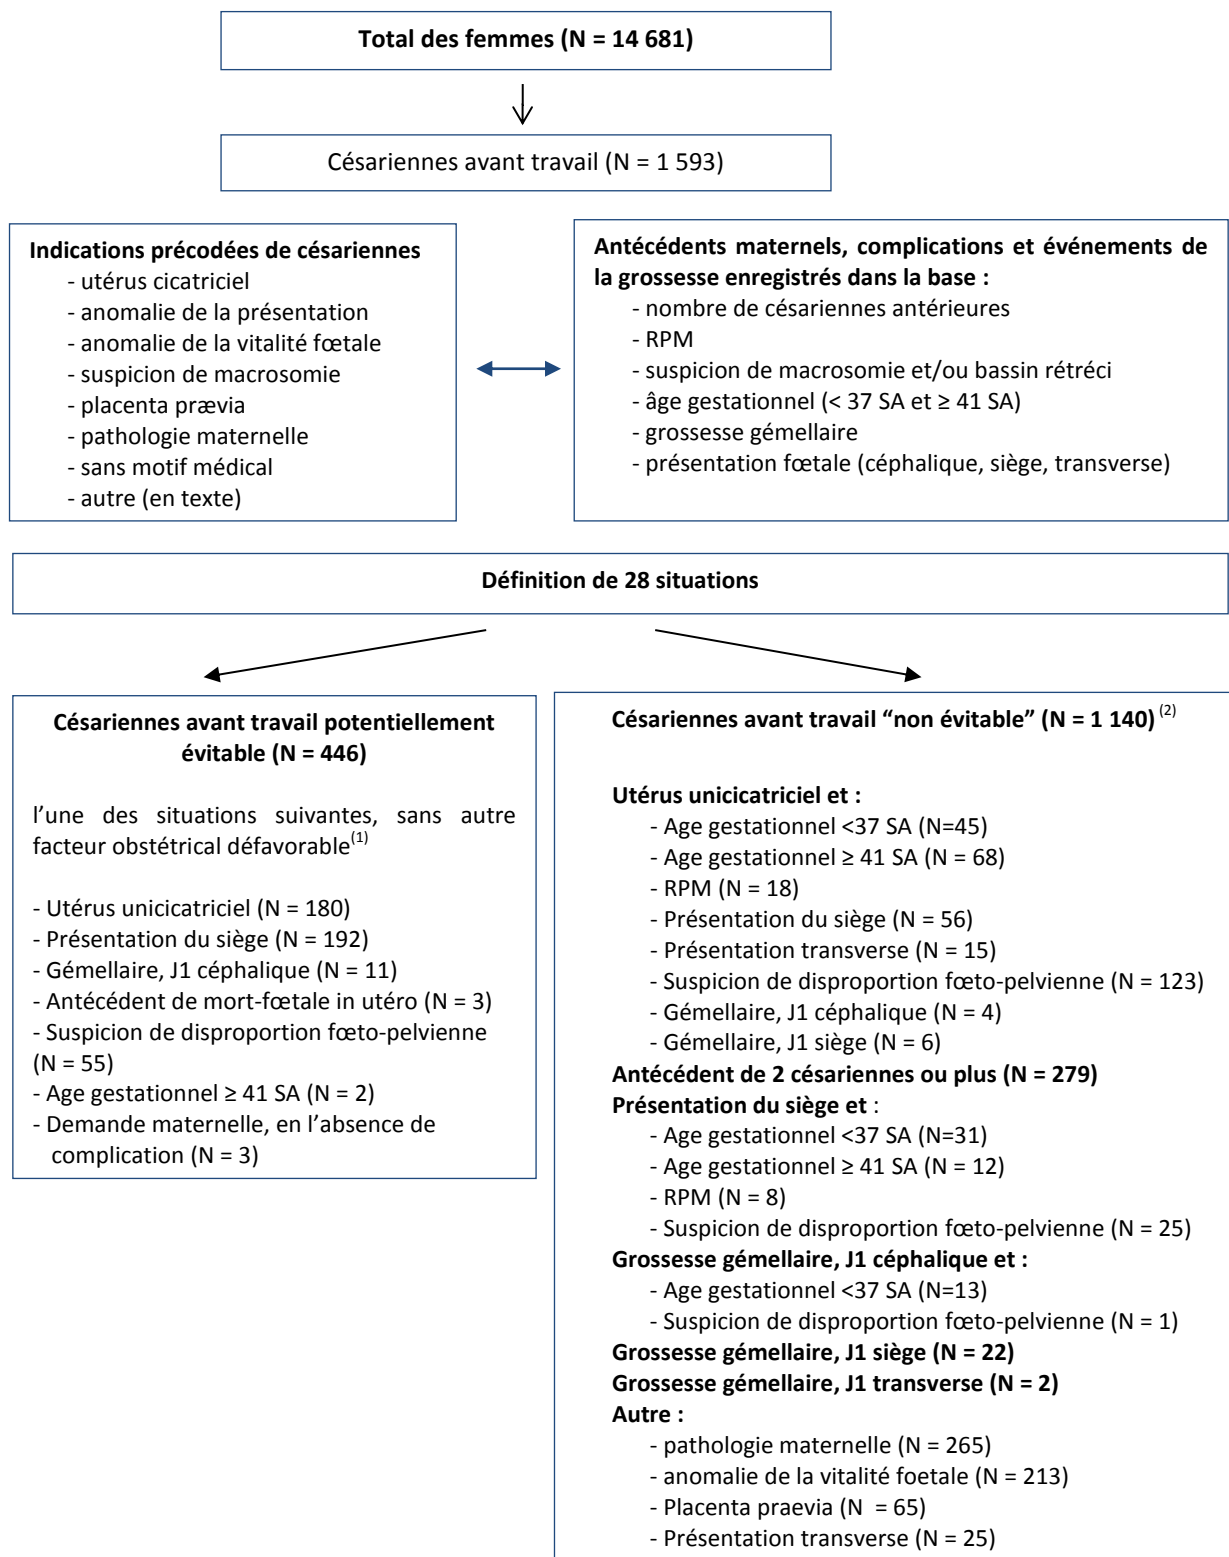 Total des femmes (N = 14 681)
Césariennes avant travail (N = 1 593)
Indications précodées de césariennes
- utérus cicatriciel
- anomalie de la présentation
- anomalie de la vitalité fœtale
- suspicion de macrosomie
- placenta prævia
- pathologie maternelle
- sans motif médical
- autre (en texte)
Antécédents maternels, complications et événements de
la grossesse enregistrés dans la base :
- nombre de césariennes antérieures
- RPM
- suspicion de macrosomie et/ou bassin rétréci
- âge gestationnel (< 37 SA et ≥ 41 SA)
- grossesse gémellaire
- présentation fœtale (céphalique, siège, transverse)
Définition de 28 situations
Césariennes avant travail potentiellement
évitable (N = 446)
l’une des situations suivantes, sans autre
facteur obstétrical défavorable(1)
- Utérus unicicatriciel (N = 180)
- Présentation du siège (N = 192)
- Gémellaire, J1 céphalique (N = 11)
- Antécédent de mort-fœtale in utéro (N = 3)
- Suspicion de disproportion fœto-pelvienne
(N = 55)
- Age gestationnel ≥ 41 SA (N = 2)
- Demande maternelle, en l’absence de
complication (N = 3)
Césariennes avant travail “non évitable” (N = 1 140)(2)
Utérus unicicatriciel et :
- Age gestationnel <37 SA (N=45)
- Age gestationnel ≥ 41 SA (N = 68)
- RPM (N = 18)
- Présentation du siège (N = 56)
- Présentation transverse (N = 15)
- Suspicion de disproportion fœto-pelvienne (N = 123)
- Gémellaire, J1 céphalique (N = 4)
- Gémellaire, J1 siège (N = 6)
Antécédent de 2 césariennes ou plus (N = 279)
Présentation du siège et :
- Age gestationnel <37 SA (N=31)
- Age gestationnel ≥ 41 SA (N = 12)
- RPM (N = 8)
- Suspicion de disproportion fœto-pelvienne (N = 25)
Grossesse gémellaire, J1 céphalique et :
- Age gestationnel <37 SA (N=13)
- Suspicion de disproportion fœto-pelvienne (N = 1)
Grossesse gémellaire, J1 siège (N = 22)
Grossesse gémellaire, J1 transverse (N = 2)
Autre :
- pathologie maternelle (N = 265)
- anomalie de la vitalité foetale (N = 213)
- Placenta praevia (N = 65)
- Présentation transverse (N = 25)